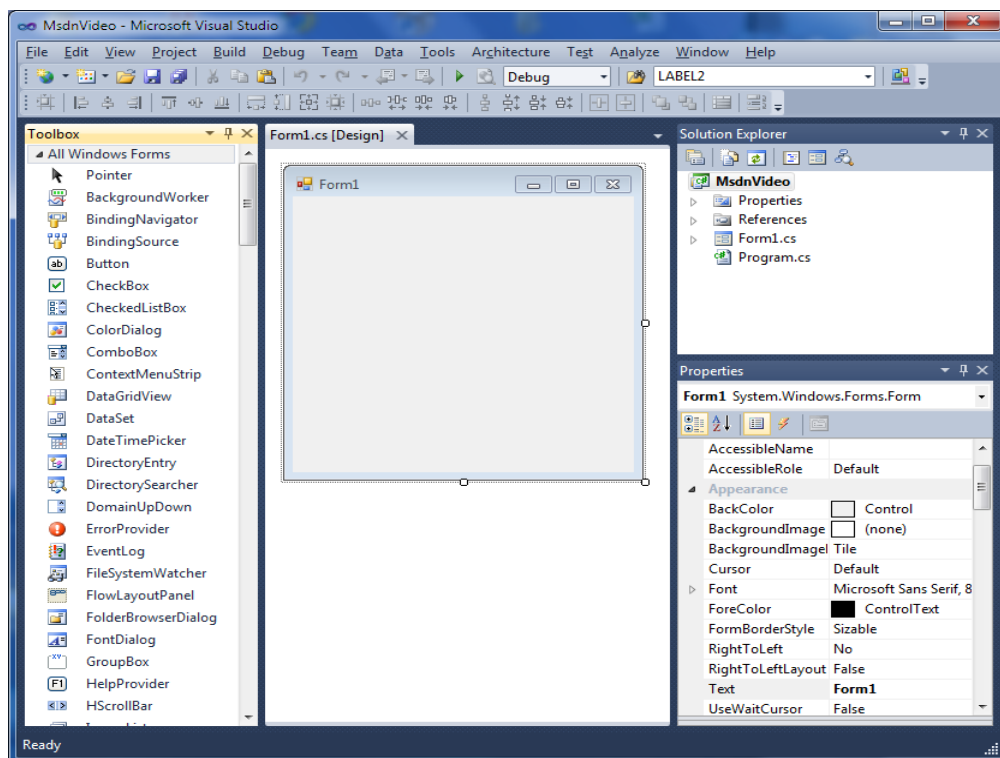 MsdnVideo - Microsoft Visual Studio
File Edit View Project Build Debug Team Data Tools Architecture Test Analyze Window Help
Debug LABEL2
Toolbox
All Windows Forms
Pointer
BackgroundWorker
BindingNavigator
BindingSource
ab Button
CheckBox
CheckedListBox
ColorDialog
ComboBox
ContextMenuStrip
DataGridView
DataSet
DateTimePicker
DirectoryEntry
DirectorySearcher
DomainUpDown
ErrorProvider
EventLog
FileSystemWatcher
FlowLayoutPanel
FolderBrowserDialog
FontDialog
GroupBox
F1 HelpProvider
HScrollBar
Form1.cs [Design]
Form1
Solution Explorer
MsdnVideo
Properties
References
Form1.cs
Program.cs
Properties
Form1 System.Windows.Forms.Form
AccessibleName
AccessibleRole Default
Appearance
BackColor Control
BackgroundImage (none)
BackgroundImagel Tile
Cursor Default
Font Microsoft Sans Serif, 8
ForeColor ControlText
FormBorderStyle Sizable
RightToLeft No
RightToLeftLayout False
Text Form1
UseWaitCursor False
Ready